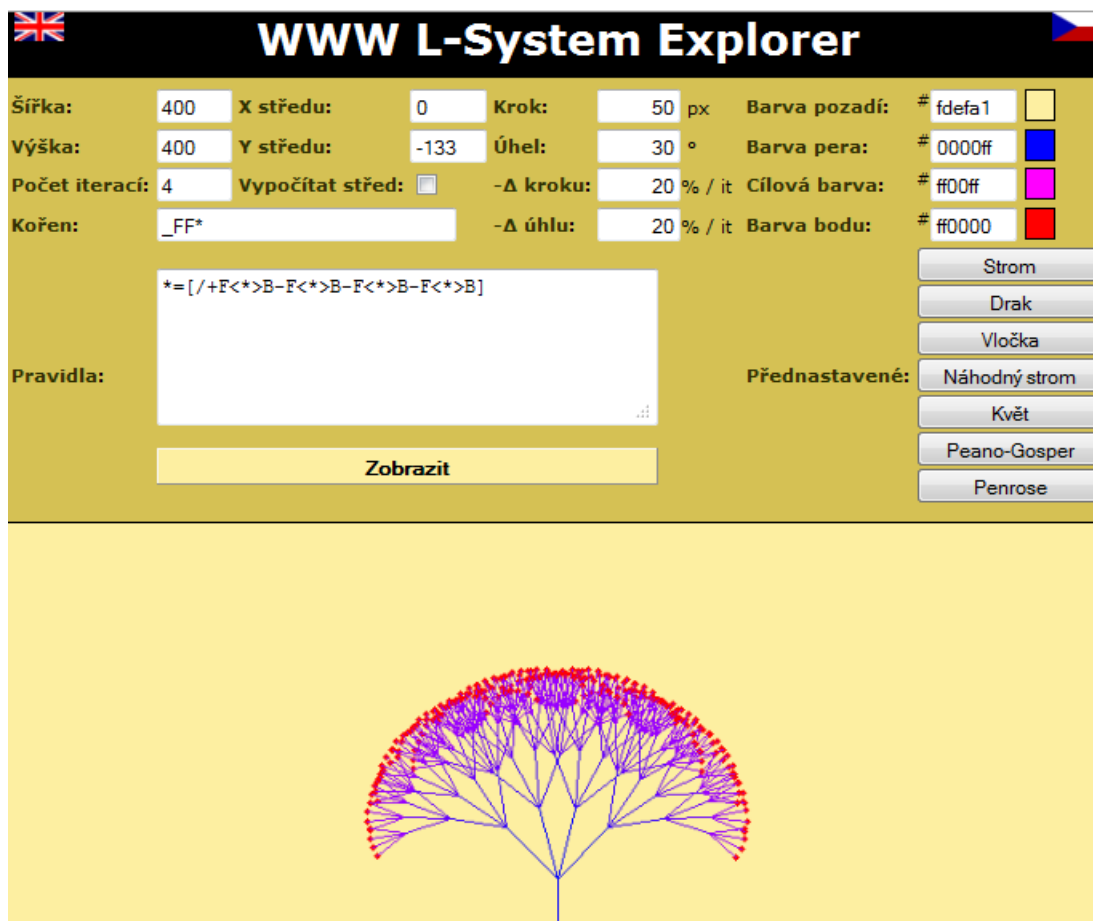 WWW L-System Explorer
Šířka: 400 X středu: 0 Krok: 50 px Barva pozadí: # fdefa1
Výška: 400 Y středu: -133 Úhel: 30 ° Barva pera: # 0000ff
Počet iterací: 4 Vypočítat střed: -Δ kroku: 20 % / it Cílová barva: # ff00ff
Kořen: _FF* -Δ úhlu: 20 % / it Barva bodu: # ff0000
Pravidla: *=[/+F<*>B-F<*>B-F<*>B-F<*>B]
Přednastavené:
Strom
Drak
Vločka
Náhodný strom
Květ
Peano-Gosper
Penrose
Zobrazit